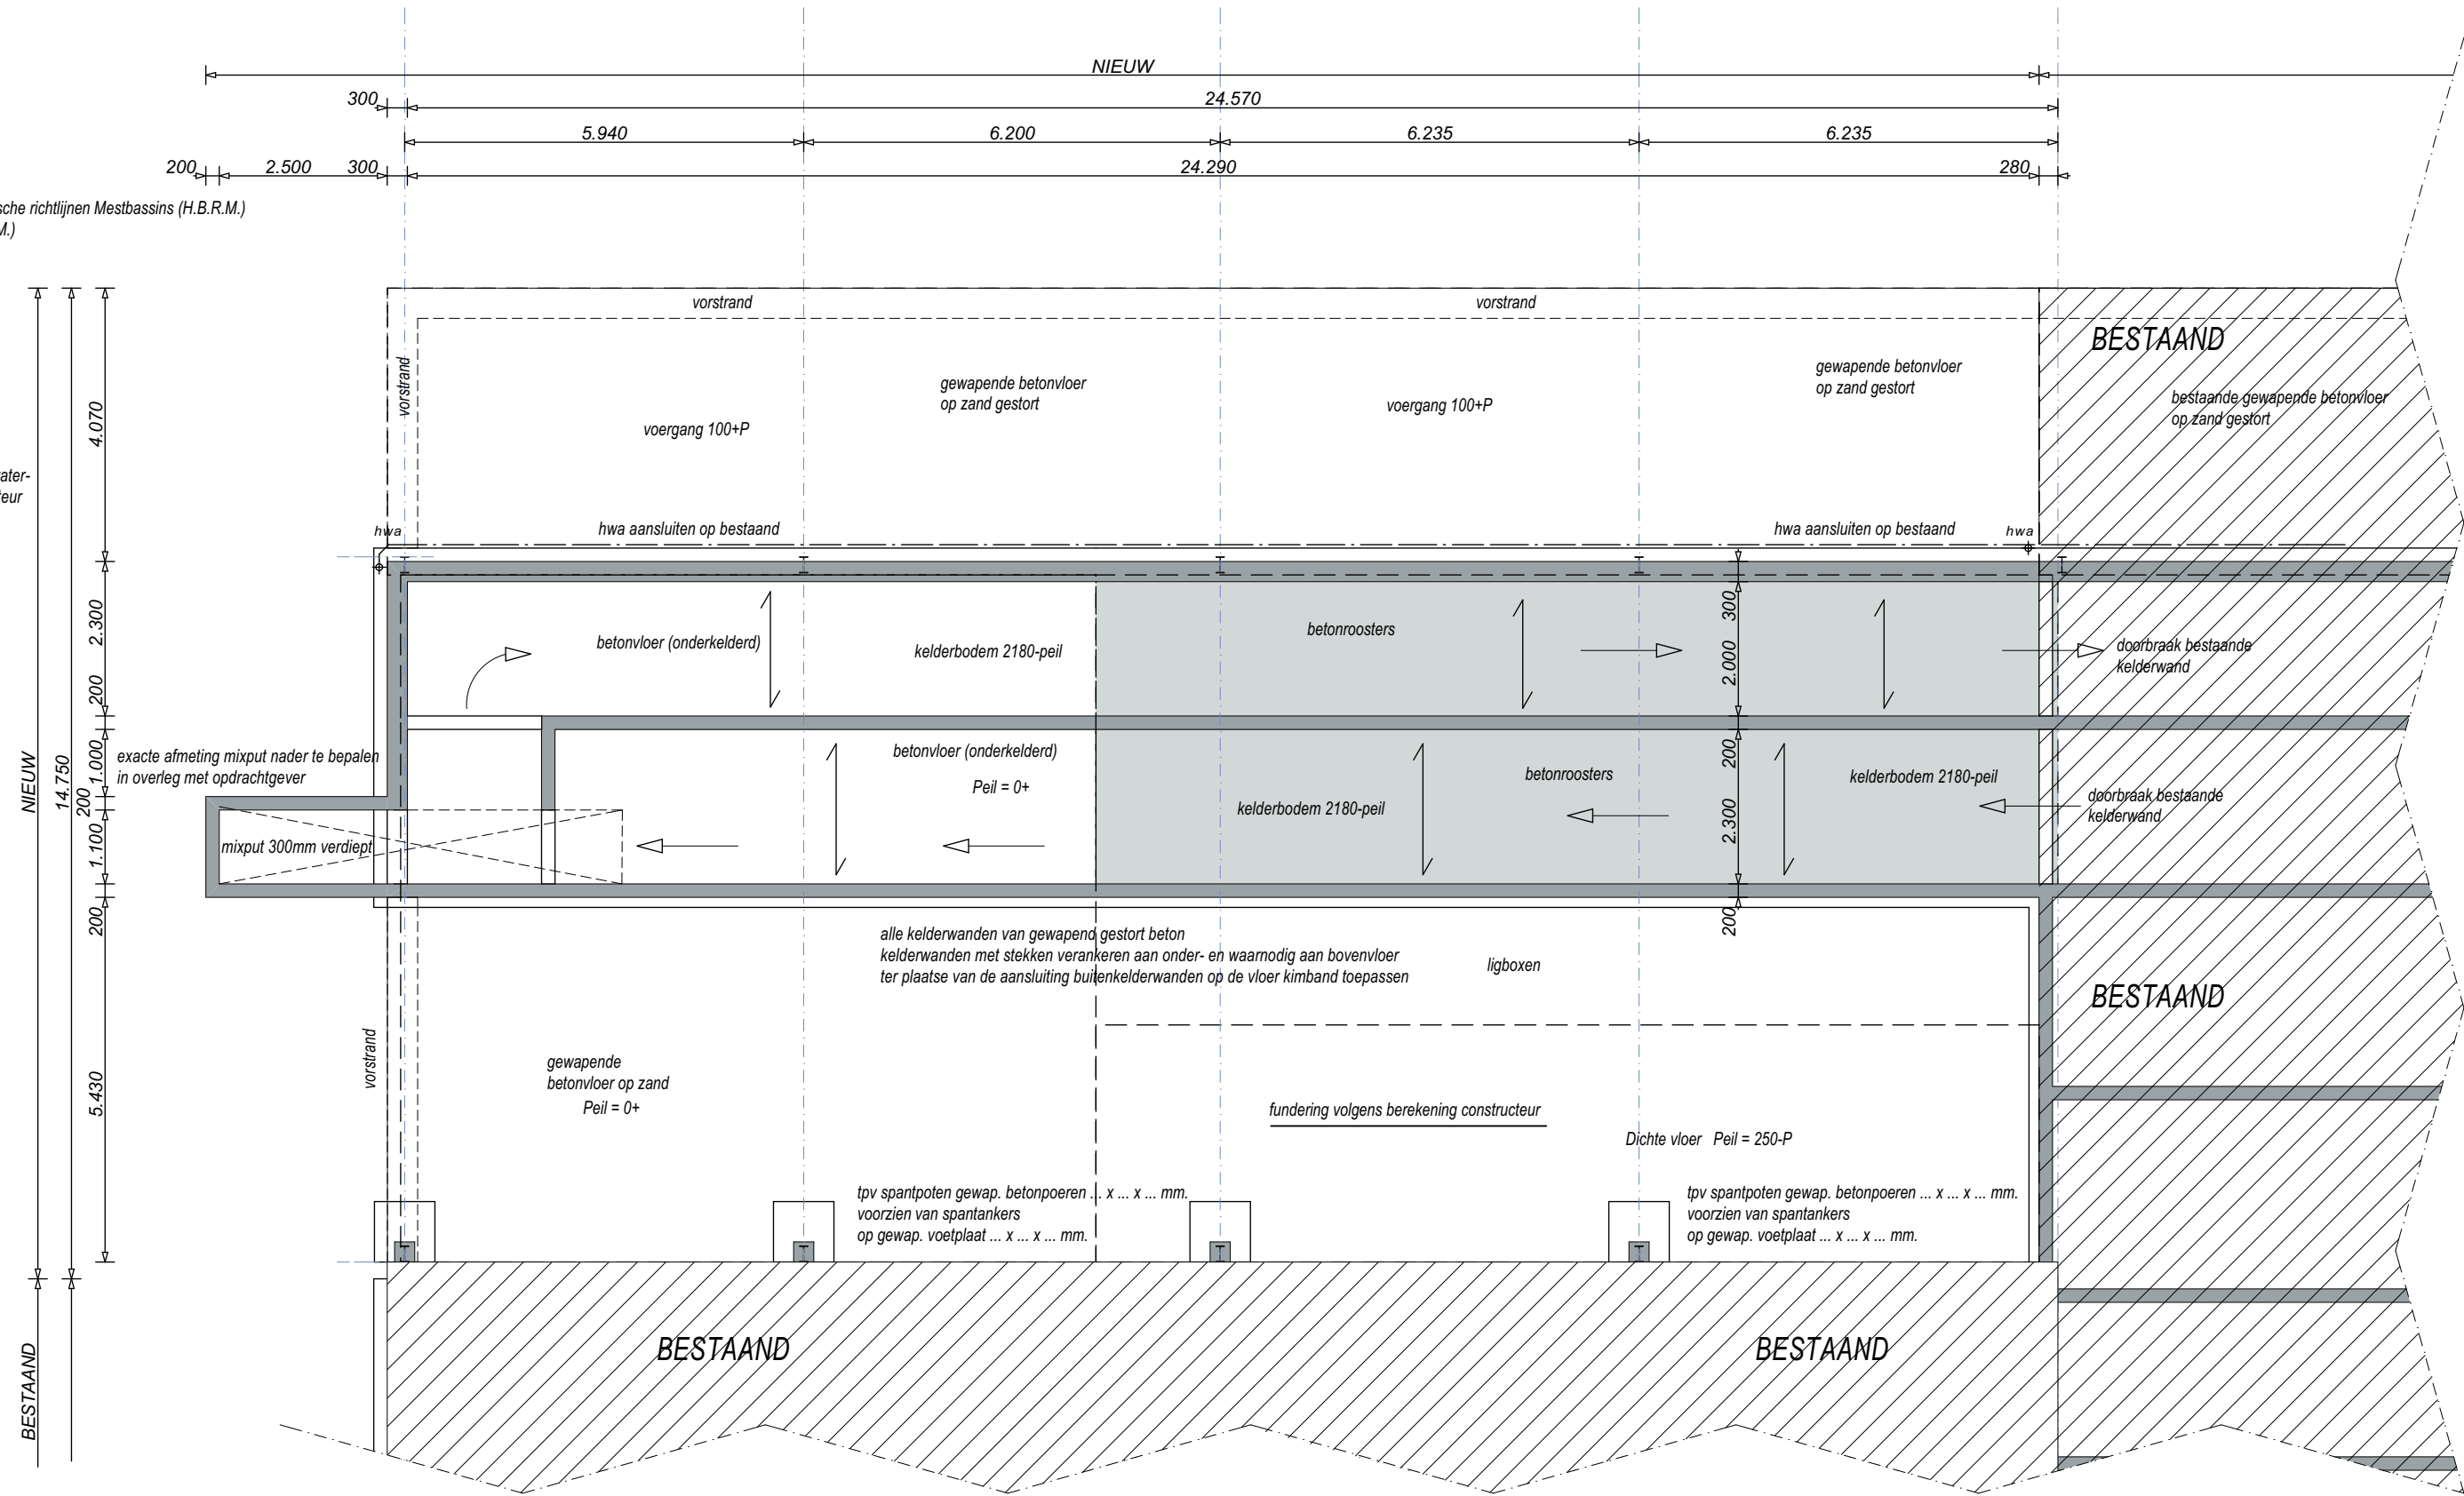 NIEUW
300
24.570
5.940
6.200
6.235
6.235
200
2.500
300
24.290
280
sche richtlijnen Mestbassins (H.B.R.M.)
M.)
vorstrand
vorstrand
BESTAAND
vorstrand
gewapende betonvloer
op zand gestort
gewapende betonvloer
op zand gestort
bestaande gewapende betonvloer
op zand gestort
voergang 100+P
voergang 100+P
4.070
ater-
teur
hwa
hwa aansluiten op bestaand
hwa aansluiten op bestaand
hwa
2.300
300
betonvloer (onderkelderd)
kelderbodem 2180-peil
betonroosters
2.000
doorbraak bestaande
kelderwand
200
NIEUW
14.750
1.000
exacte afmeting mixput nader te bepalen
in overleg met opdrachtgever
betonvloer (onderkelderd)
Peil = 0+
200
betonroosters
kelderbodem 2180-peil
kelderbodem 2180-peil
doorbraak bestaande
kelderwand
200
1.100
mixput 300mm verdiept
2.300
200
200
alle kelderwanden van gewapend gestort beton
kelderwanden met stekken verankeren aan onder- en waarnodig aan bovenvloer
ter plaatse van de aansluiting buitenkelderwanden op de vloer kimband toepassen
ligboxen
BESTAAND
vorstrand
5.430
gewapende
betonvloer op zand
Peil = 0+
fundering volgens berekening constructeur
Dichte vloer Peil = 250-P
tpv spantpoten gewap. betonpoeren ... x ... x ... mm.
voorzien van spantankers
op gewap. voetplaat ... x ... x ... mm.
tpv spantpoten gewap. betonpoeren ... x ... x ... mm.
voorzien van spantankers
op gewap. voetplaat ... x ... x ... mm.
BESTAAND
BESTAAND
BESTAAND